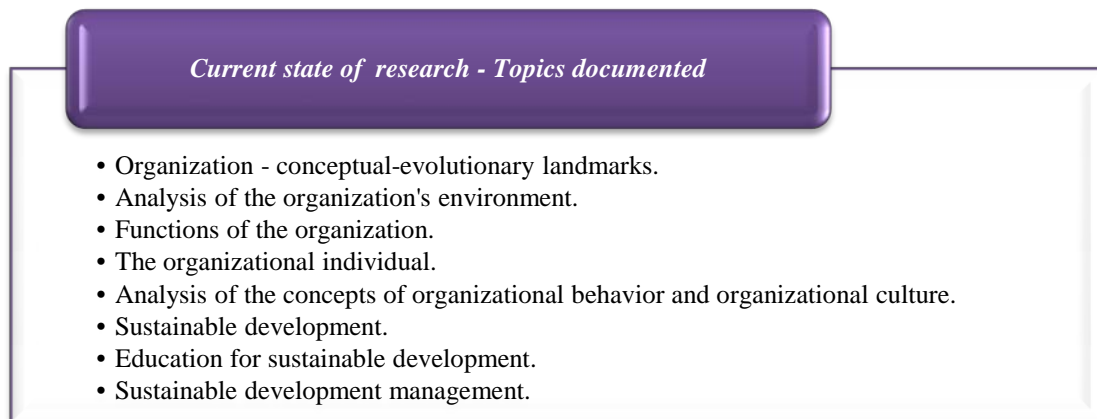 Current state of research - Topics documented
• Organization - conceptual-evolutionary landmarks.
• Analysis of the organization's environment.
• Functions of the organization.
• The organizational individual.
• Analysis of the concepts of organizational behavior and organizational culture.
• Sustainable development.
• Education for sustainable development.
• Sustainable development management.